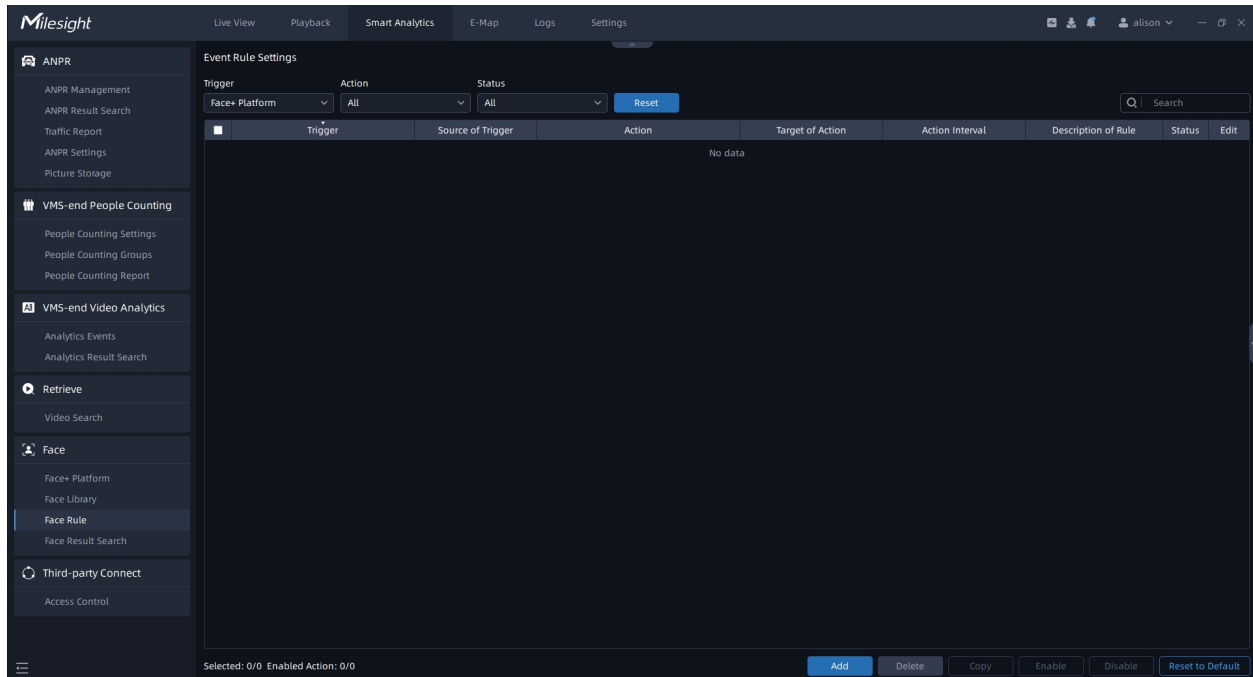 Milesight
Live View Playback Smart Analytics E-Map Logs Settings alison
ANPR
ANPR Management
ANPR Result Search
Traffic Report
ANPR Settings
Picture Storage
VMS-end People Counting
People Counting Settings
People Counting Groups
People Counting Report
AI VMS-end Video Analytics
Analytics Events
Analytics Result Search
Retrieve
Video Search
Face
Face+ Platform
Face Library
Face Rule
Face Result Search
Third-party Connect
Access Control
Event Rule Settings
Trigger Action Status
Face+ Platform All All Reset Search
Trigger Source of Trigger Action Target of Action Action Interval Description of Rule Status Edit
No data
Selected: 0/0 Enabled Action: 0/0 Add Delete Copy Enable Disable Reset to Default